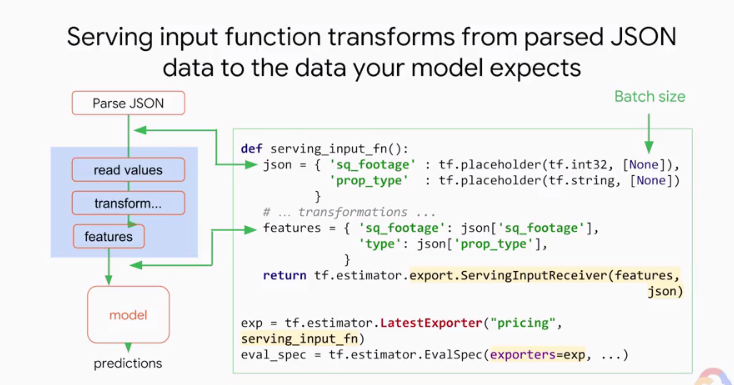 Serving input function transforms from parsed JSON
data to the data your model expects
Batch size
Parse JSON
read values
transform...
features
model
predictions
def serving_input_fn():
json = { 'sq_footage' : tf.placeholder(tf.int32, [None]),
'prop_type'  : tf.placeholder(tf.string, [None])
}
# … transformations ...
features = { 'sq_footage': json['sq_footage'],
'type': json['prop_type'],
}
return tf.estimator.export.ServingInputReceiver(features,
json)
exp = tf.estimator.LatestExporter("pricing",
serving_input_fn)
eval_spec = tf.estimator.EvalSpec(exporters=exp, ...)